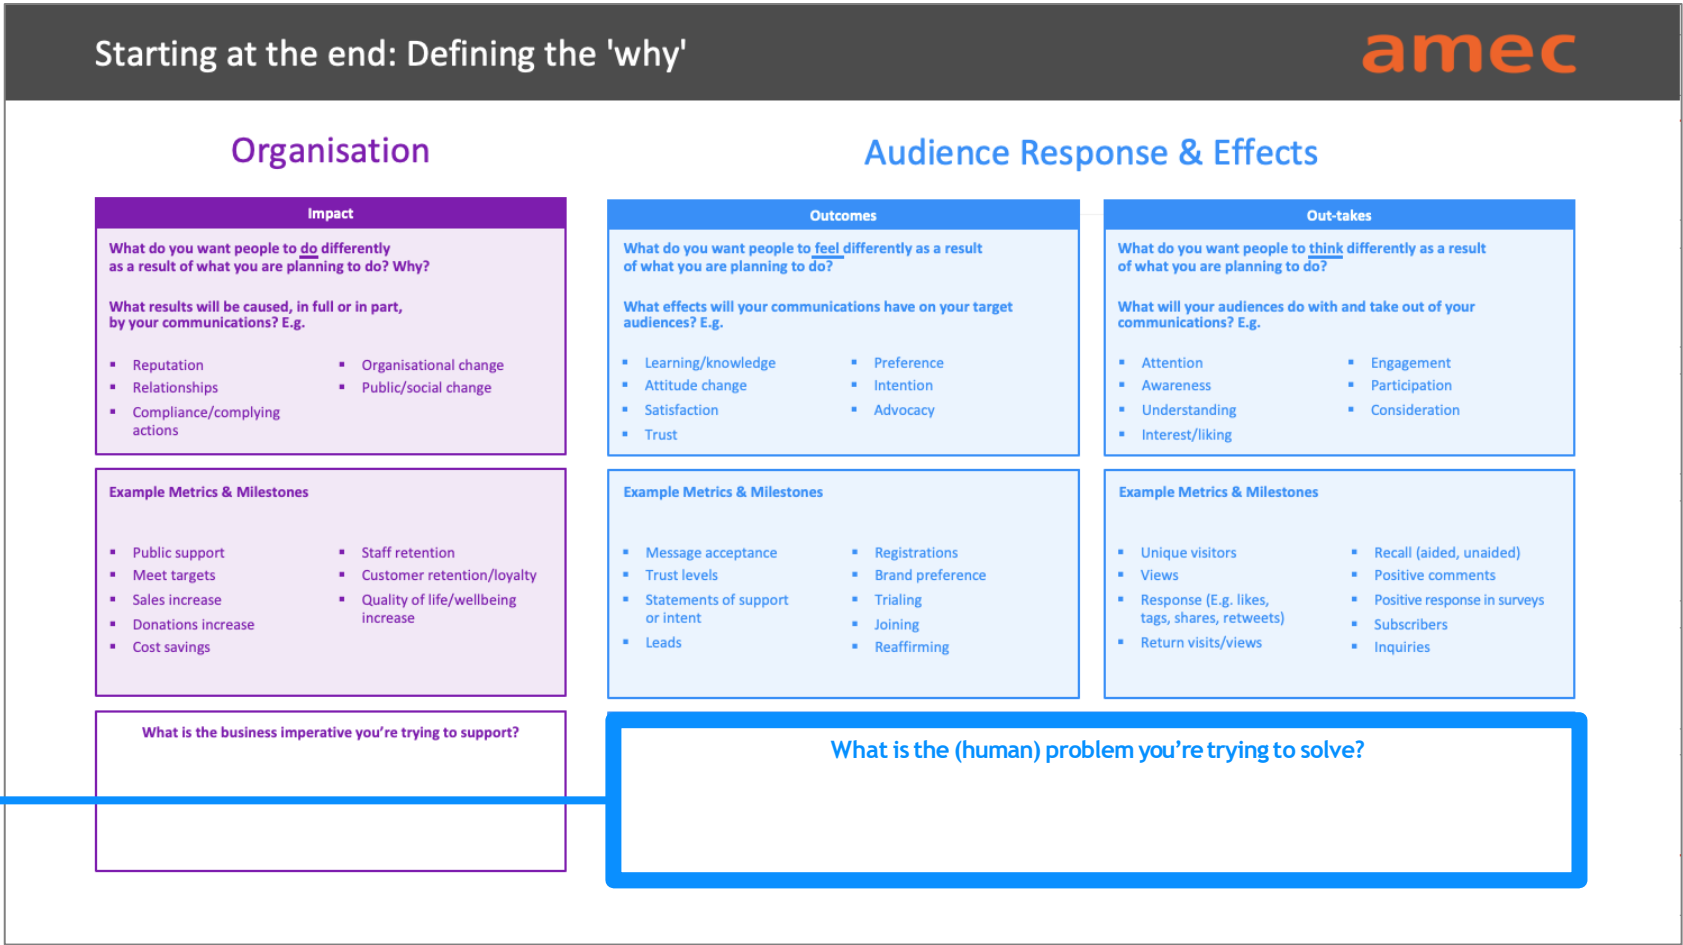 Starting at the end: Defining the 'why'
amec
Organisation
Audience Response & Effects
Impact
What do you want people to do differently
as a result of what you are planning to do? Why?
What results will be caused, in full or in part,
by your communications? E.g.
▪ Reputation
▪ Relationships
▪ Compliance/complying
actions
▪ Organisational change
▪ Public/social change
Outcomes
What do you want people to feel differently as a result
of what you are planning to do?
What effects will your communications have on your target
audiences? E.g.
▪ Learning/knowledge
▪ Attitude change
▪ Satisfaction
▪ Trust
▪ Preference
▪ Intention
▪ Advocacy
Out-takes
What do you want people to think differently as a result
of what you are planning to do?
What will your audiences do with and take out of your
communications? E.g.
▪ Attention
▪ Awareness
▪ Understanding
▪ Interest/liking
▪ Engagement
▪ Participation
▪ Consideration
Example Metrics & Milestones
▪ Public support
▪ Meet targets
▪ Sales increase
▪ Donations increase
▪ Cost savings
▪ Staff retention
▪ Customer retention/loyalty
▪ Quality of life/wellbeing
increase
Example Metrics & Milestones
▪ Message acceptance
▪ Trust levels
▪ Statements of support
or intent
▪ Leads
▪ Registrations
▪ Brand preference
▪ Trialing
▪ Joining
▪ Reaffirming
Example Metrics & Milestones
▪ Unique visitors
▪ Views
▪ Response (E.g. likes,
tags, shares, retweets)
▪ Return visits/views
▪ Recall (aided, unaided)
▪ Positive comments
▪ Positive response in surveys
▪ Subscribers
▪ Inquiries
What is the business imperative you’re trying to support?
What is the (human) problem you’re trying to solve?